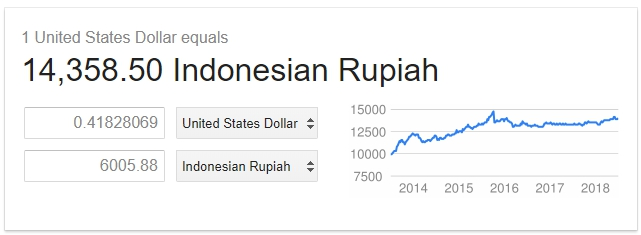 1 United States Dollar equals
14,358.50 Indonesian Rupiah
0.41828069 United States Dollar
6005.88 Indonesian Rupiah
15000
12500
10000
7500
2014 2015 2016 2017 2018